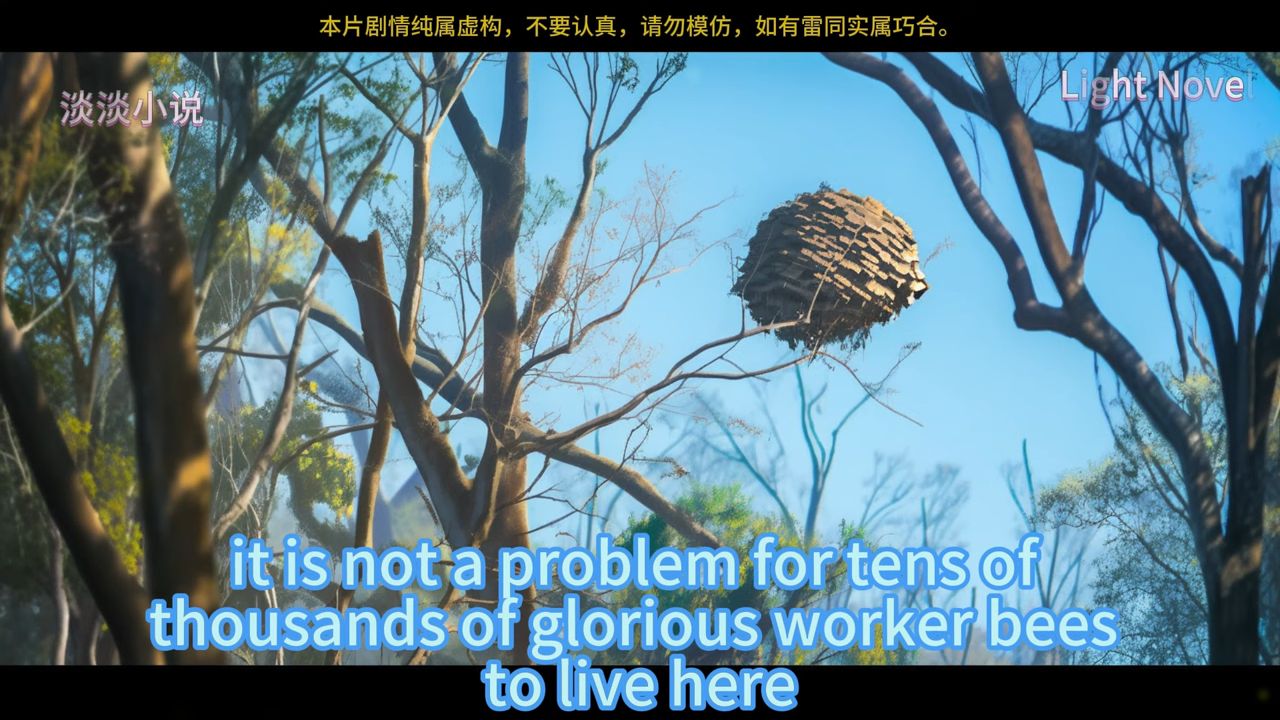 本片剧情纯属虚构，不要认真，请勿模仿，如有雷同实属巧合。
淡淡小说
Light Novel
it is not a problem for tens of
thousands of glorious worker bees
to live here